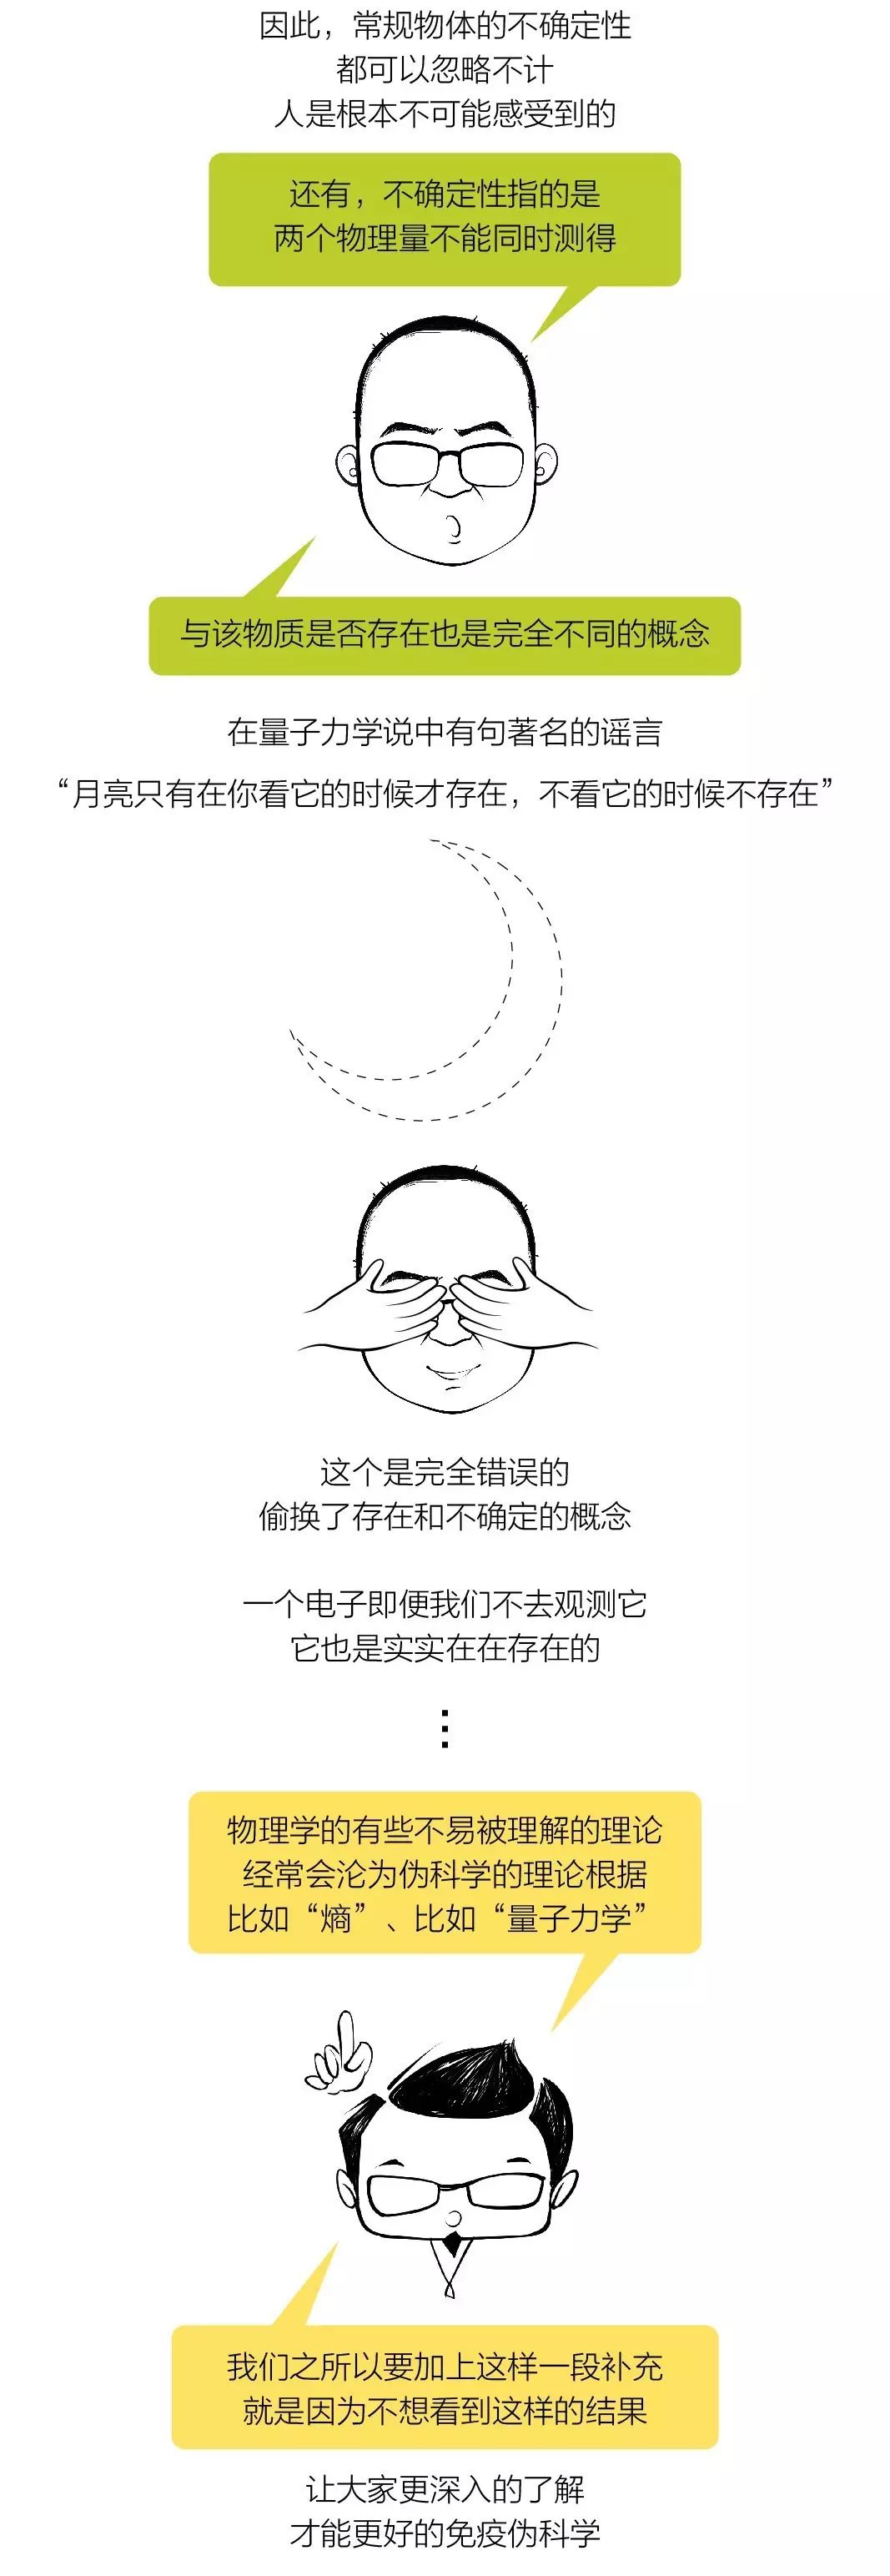 因此，常规物体的不确定性
都可以忽略不计
人是根本不可能感受到的
还有，不确定性指的是
两个物理量不能同时测得
与该物质是否存在也是完全不同的概念
在量子力学说中有句著名的谣言
“月亮只有在你看它的时候才存在，不看它的时候不存在”
这个是完全错误的
偷换了存在和不确定的概念
一个电子即便我们不去观测它
它也是实实在在存在的
⋮
物理学的有些不易被理解的理论
经常会沦为伪科学的理论根据
比如“熵”、比如“量子力学”
我们之所以要加上这样一段补充
就是因为不想看到这样的结果
让大家更深入的了解
才能更好的免疫伪科学